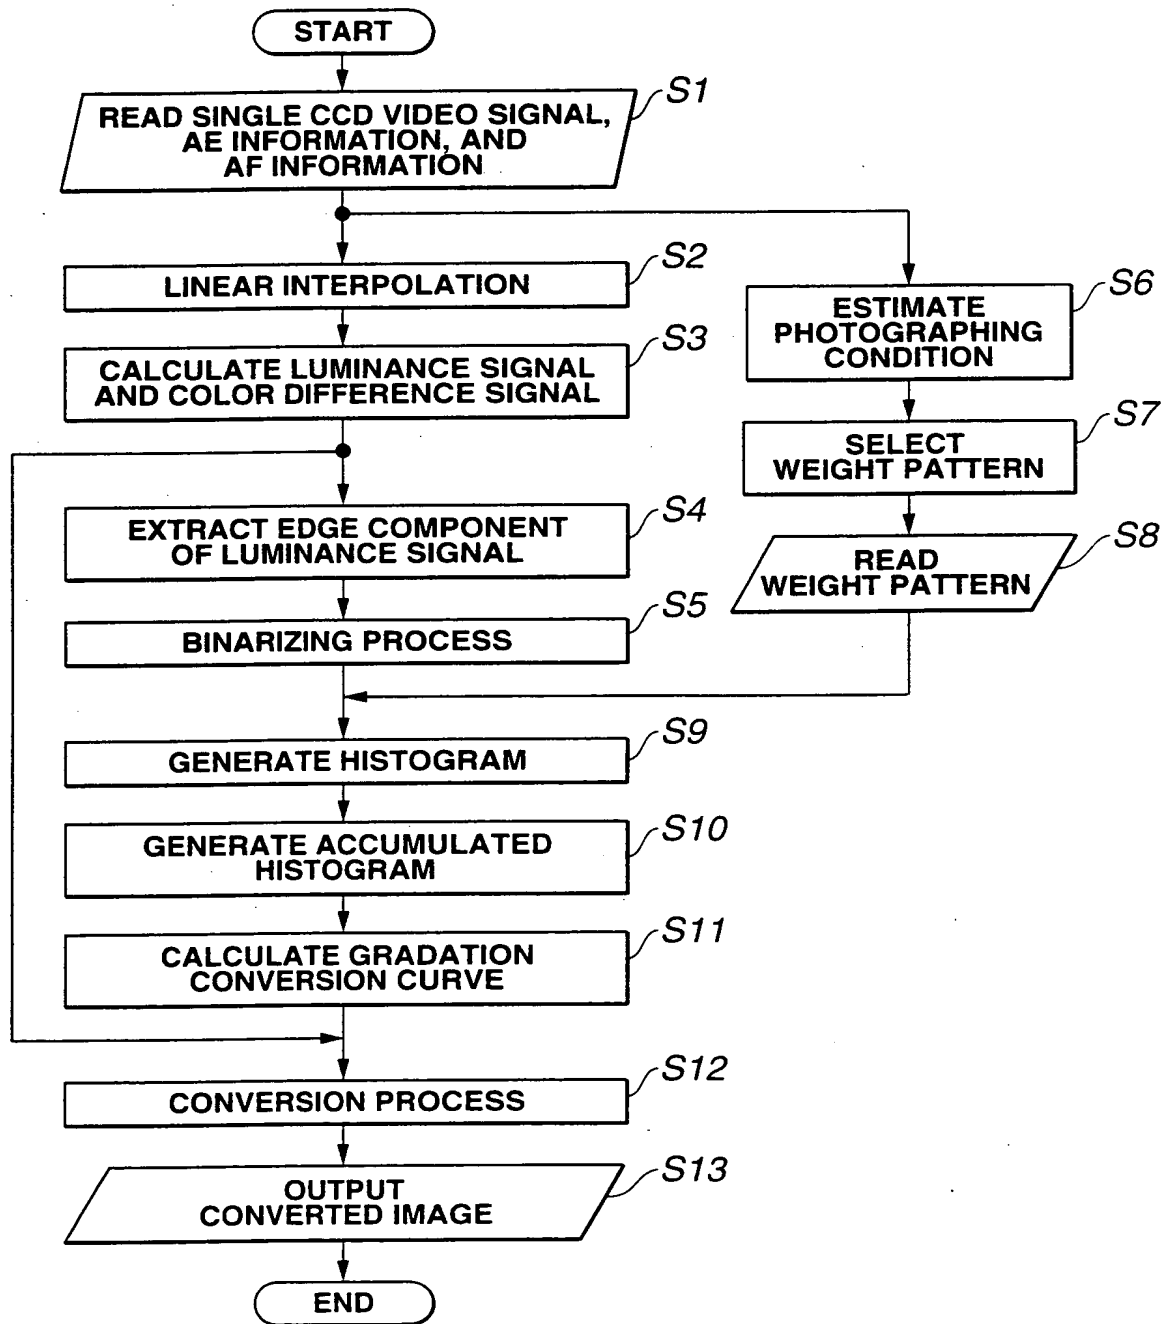 START
S1
READ SINGLE CCD VIDEO SIGNAL,
AE INFORMATION, AND
AF INFORMATION
S2
LINEAR INTERPOLATION
S3
CALCULATE LUMINANCE SIGNAL
AND COLOR DIFFERENCE SIGNAL
S4
EXTRACT EDGE COMPONENT
OF LUMINANCE SIGNAL
S5
BINARIZING PROCESS
S6
ESTIMATE
PHOTOGRAPHING
CONDITION
S7
SELECT
WEIGHT PATTERN
S8
READ
WEIGHT PATTERN
S9
GENERATE HISTOGRAM
S10
GENERATE ACCUMULATED
HISTOGRAM
S11
CALCULATE GRADATION
CONVERSION CURVE
S12
CONVERSION PROCESS
S13
OUTPUT
CONVERTED IMAGE
END